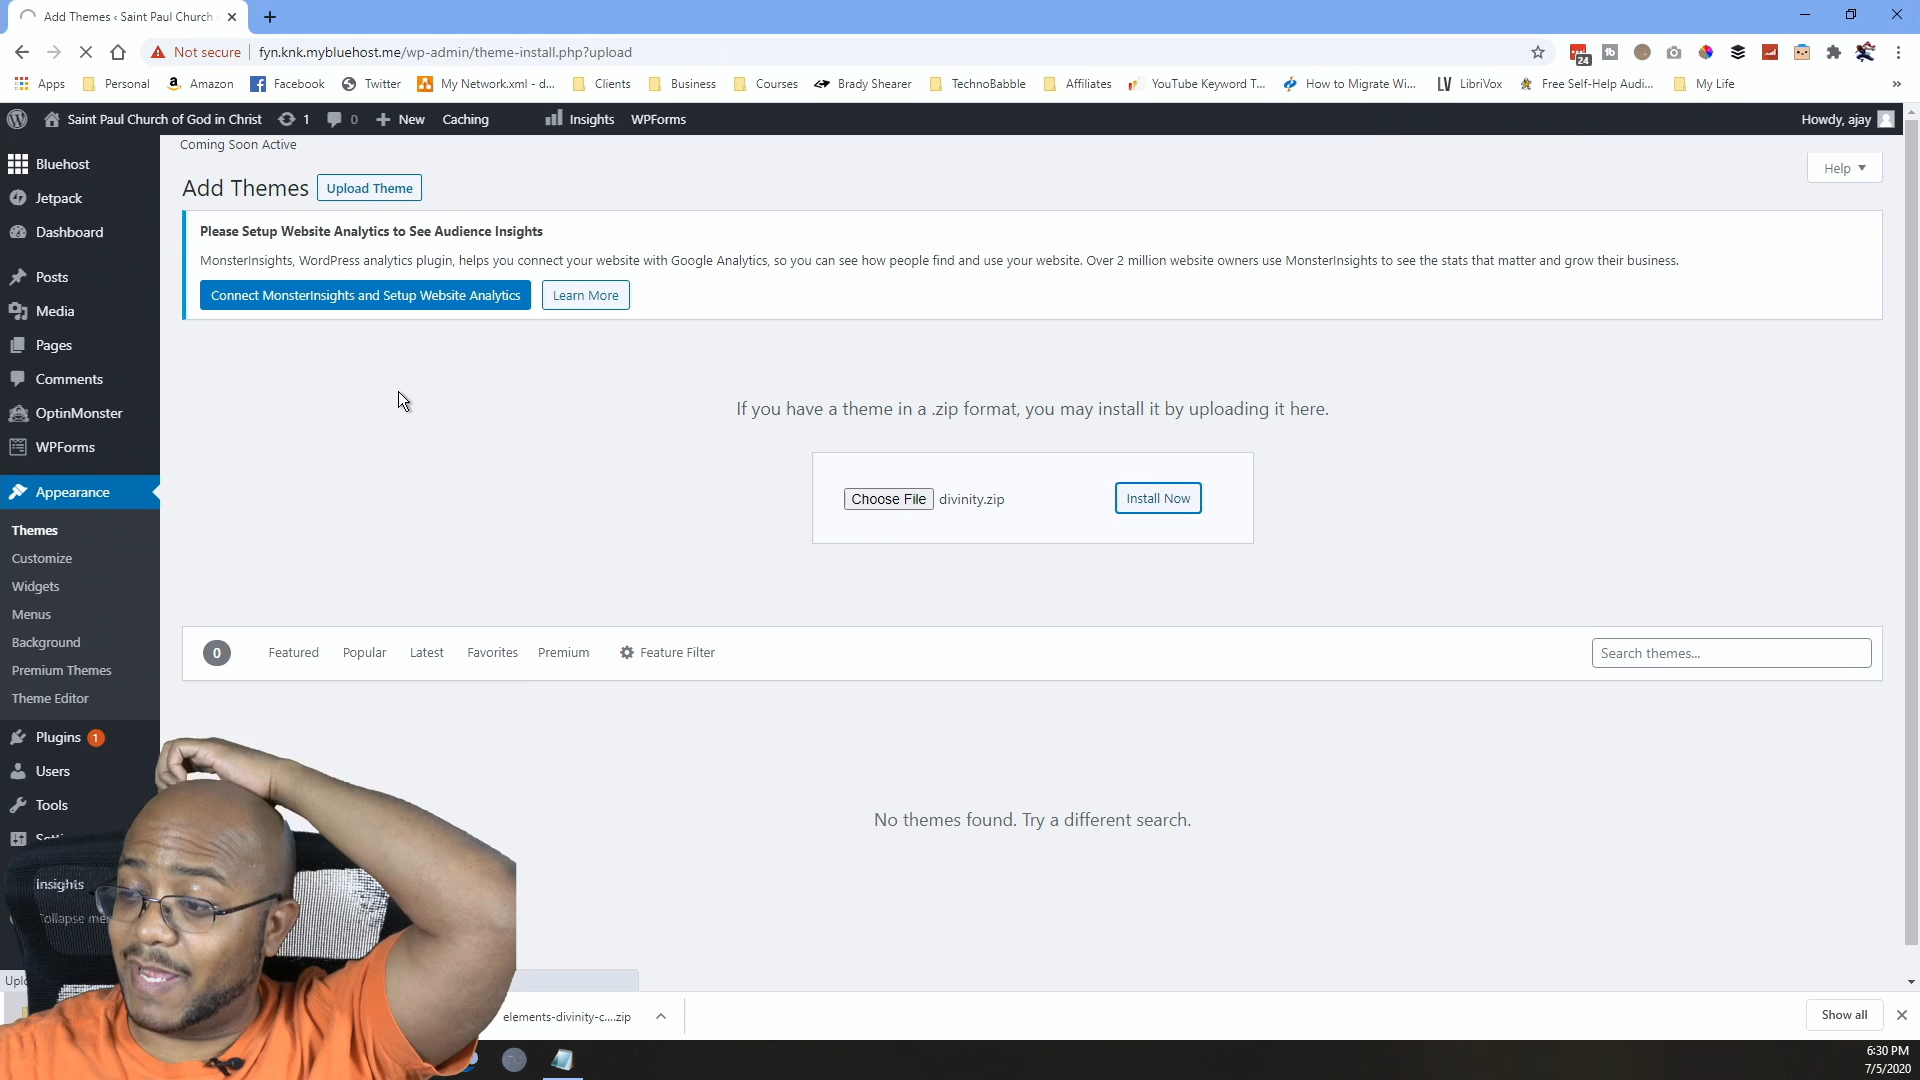 Add Themes ‹ Saint Paul Church
Not secure
fyn.knk.mybluehost.me/wp-admin/theme-install.php?upload
24
Apps
Personal
Amazon
Facebook
Twitter
My Network.xml - d...
Clients
Business
Courses
Brady Shearer
TechnoBabble
Affiliates
YouTube Keyword T...
How to Migrate Wi...
LibriVox
Free Self-Help Audi...
My Life
»
Saint Paul Church of God in Christ
1
0
New
Caching
Insights
WPForms
Howdy, ajay
Bluehost
Jetpack
Dashboard
Posts
Media
Pages
Comments
OptinMonster
WPForms
Appearance
Themes
Customize
Widgets
Menus
Background
Premium Themes
Theme Editor
Plugins 1
Users
Tools
Insights
Coming Soon Active
Help
Add Themes
Upload Theme
Please Setup Website Analytics to See Audience Insights
MonsterInsights, WordPress analytics plugin, helps you connect your website with Google Analytics, so you can see how people find and use your website. Over 2 million website owners use MonsterInsights to see the stats that matter and grow their business.
Connect MonsterInsights and Setup Website Analytics
Learn More
If you have a theme in a .zip format, you may install it by uploading it here.
Choose File divinity.zip
Install Now
0
Featured
Popular
Latest
Favorites
Premium
Feature Filter
Search themes...
No themes found. Try a different search.
elements-divinity-c....zip
Show all
6:30 PM
7/5/2020